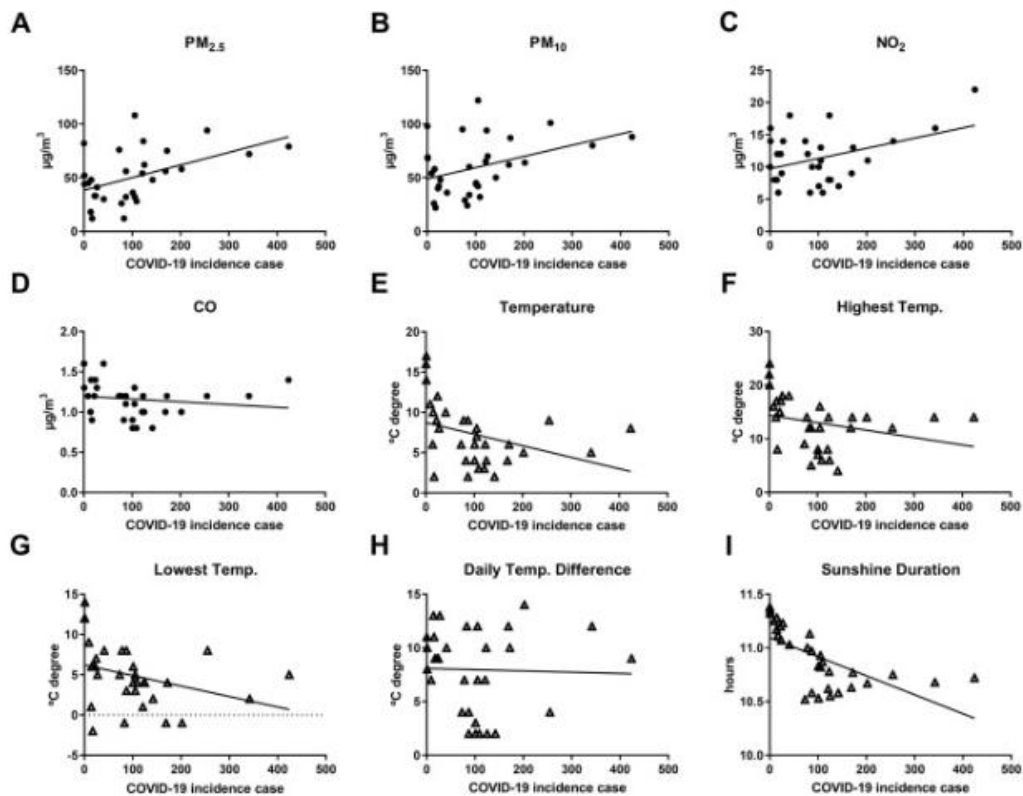 A
PM2.5
150
100
50
0
µg/m³
0 100 200 300 400 500
COVID-19 incidence case
B
PM10
150
100
50
0
µg/m³
0 100 200 300 400 500
COVID-19 incidence case
C
NO2
25
20
15
10
5
0
µg/m³
0 100 200 300 400 500
COVID-19 incidence case
D
CO
2.0
1.5
1.0
0.5
0.0
µg/m³
0 100 200 300 400 500
COVID-19 incidence case
E
Temperature
20
15
10
5
0
ºC degree
0 100 200 300 400 500
COVID-19 incidence case
F
Highest Temp.
30
20
10
0
ºC degree
0 100 200 300 400 500
COVID-19 incidence case
G
Lowest Temp.
15
10
5
0
-5
ºC degree
0 100 200 300 400 500
COVID-19 incidence case
H
Daily Temp. Difference
15
10
5
0
ºC degree
0 100 200 300 400 500
COVID-19 incidence case
I
Sunshine Duration
11.5
11.0
10.5
10.0
hours
0 100 200 300 400 500
COVID-19 incidence case